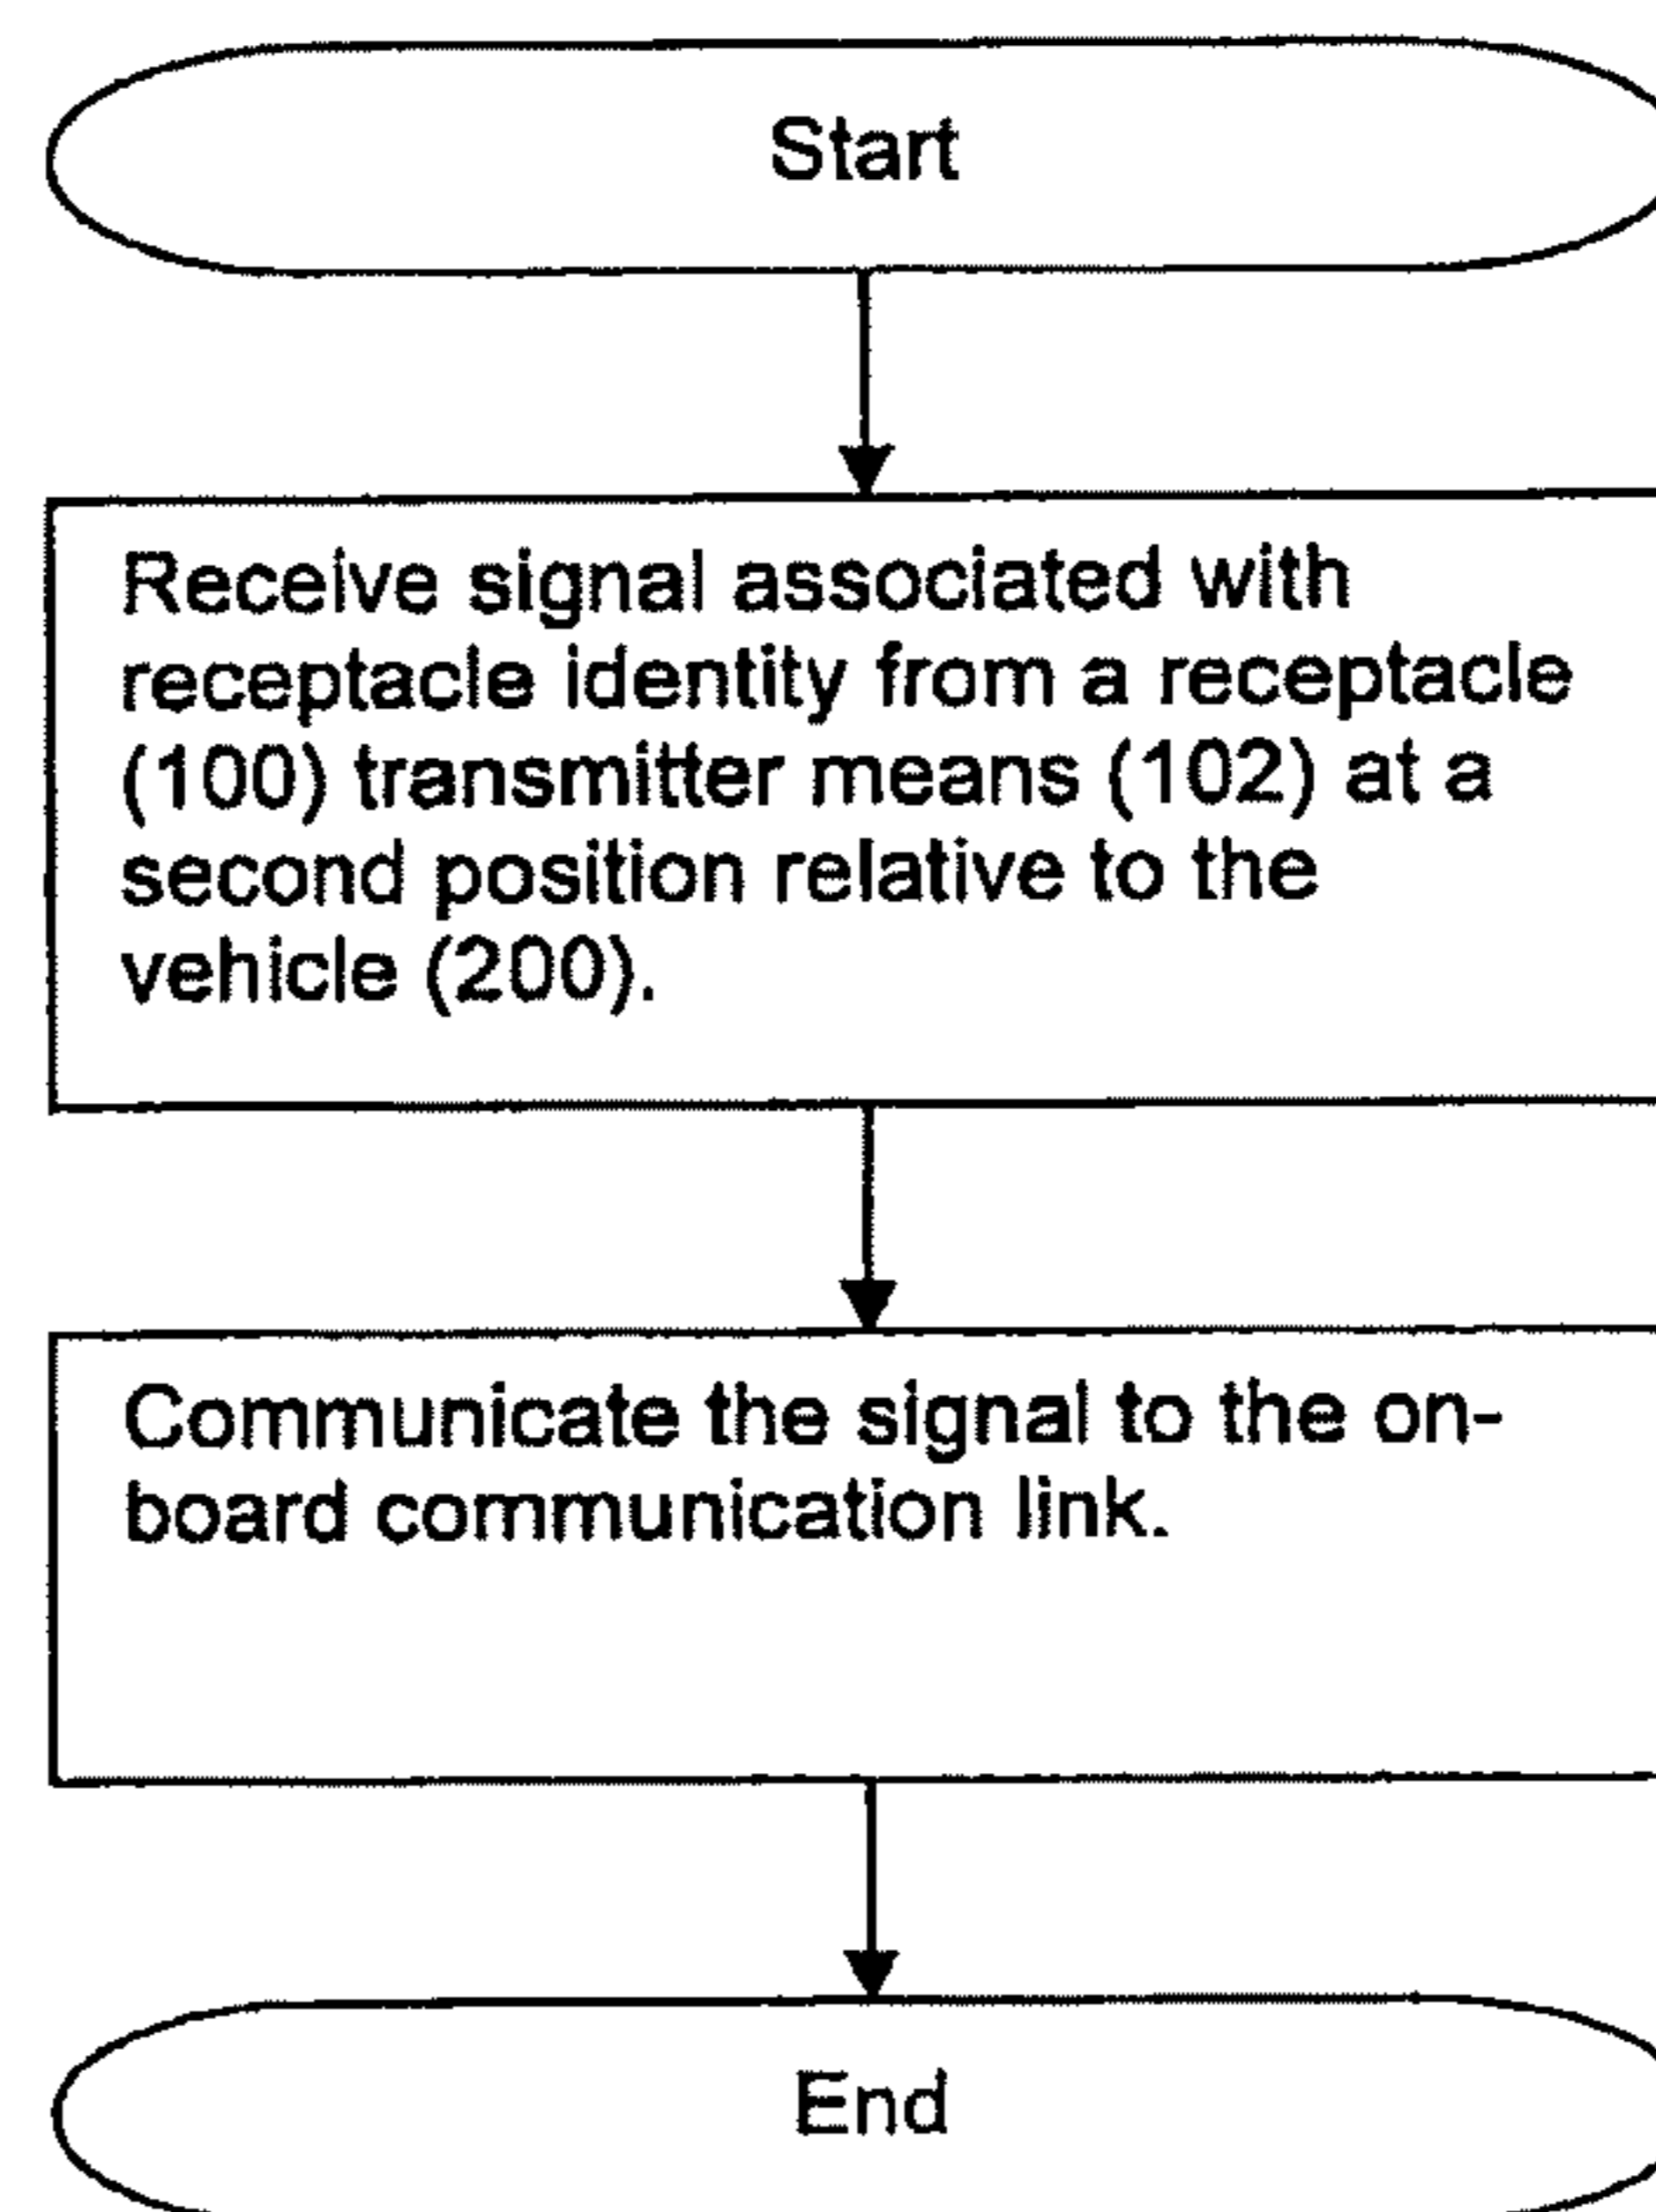 Start
Receive signal associated with
receptacle identity from a receptacle
(100) transmitter means (102) at a
second position relative to the
vehicle (200).
Communicate the signal to the on-
board communication link.
End